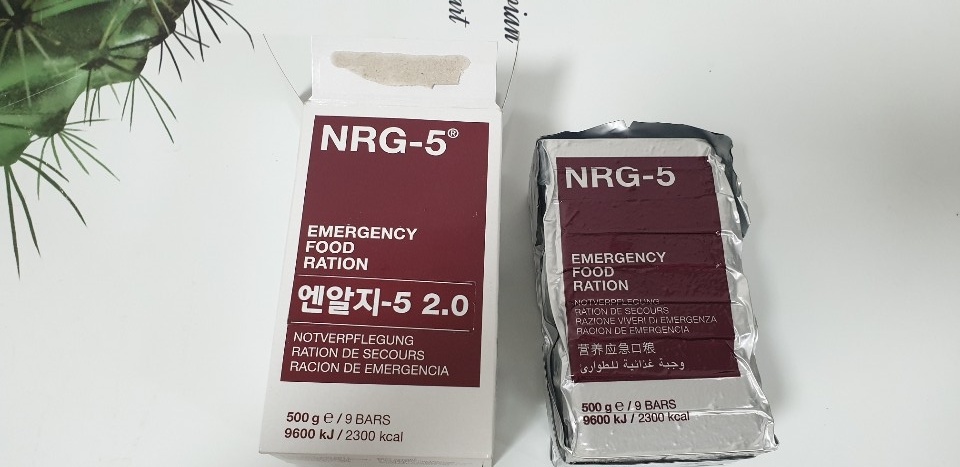 NRG-5®
EMERGENCY
FOOD
RATION
엔알지-5 2.0
NOTVERPFLEGUNG
RATION DE SECOURS
RACION DE EMERGENCIA
500 g ℮ / 9 BARS
9600 kJ / 2300 kcal
NRG-5
EMERGENCY
FOOD
RATION
NOTVERPFLEGUNG
RATION DE SECOURS
RAZIONE VIVERI DI EMERGENZA
RACION DE EMERGENCIA
营养应急口粮
وجبة غذائية للطوارئ
500 g ℮ / 9 BARS
9600 kJ / 2300 kcal